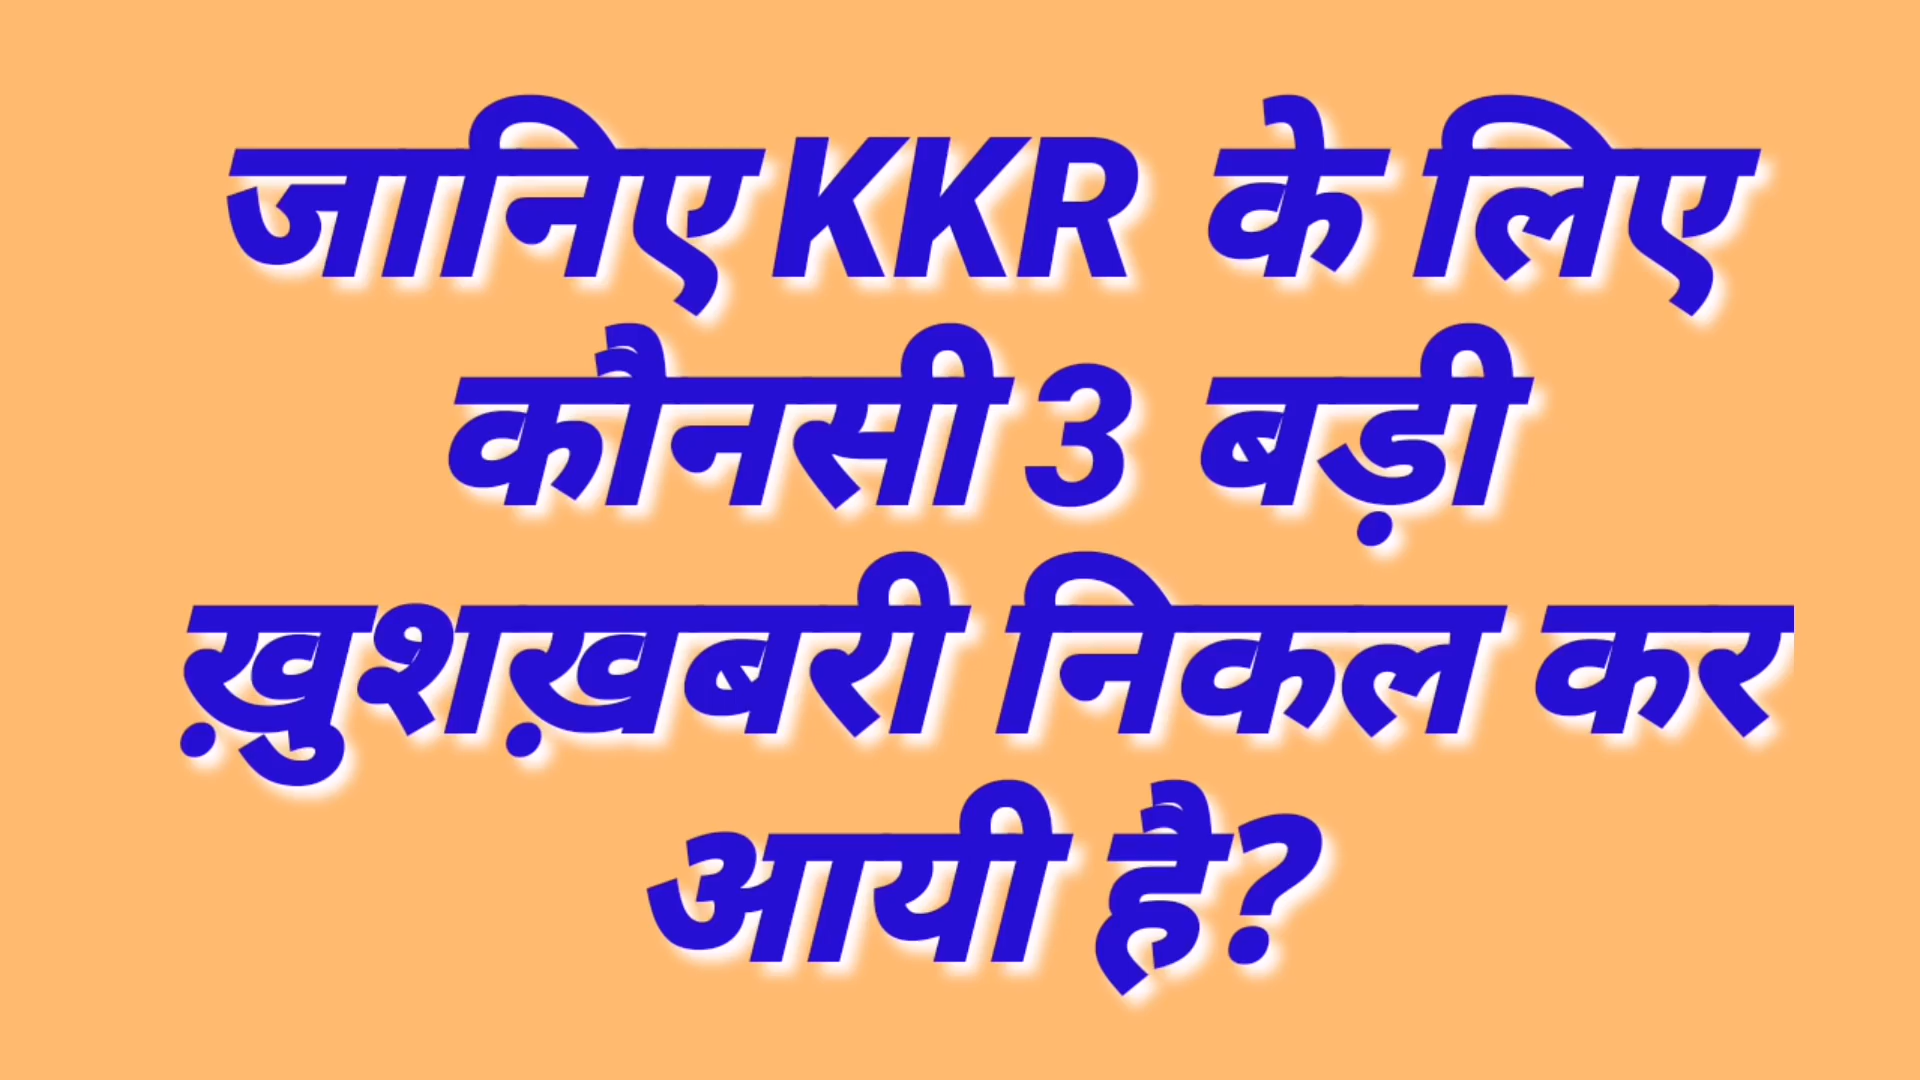 जानिए KKR के लिए
कौनसी 3 बड़ी
ख़ुशख़बरी निकल कर
आयी है?